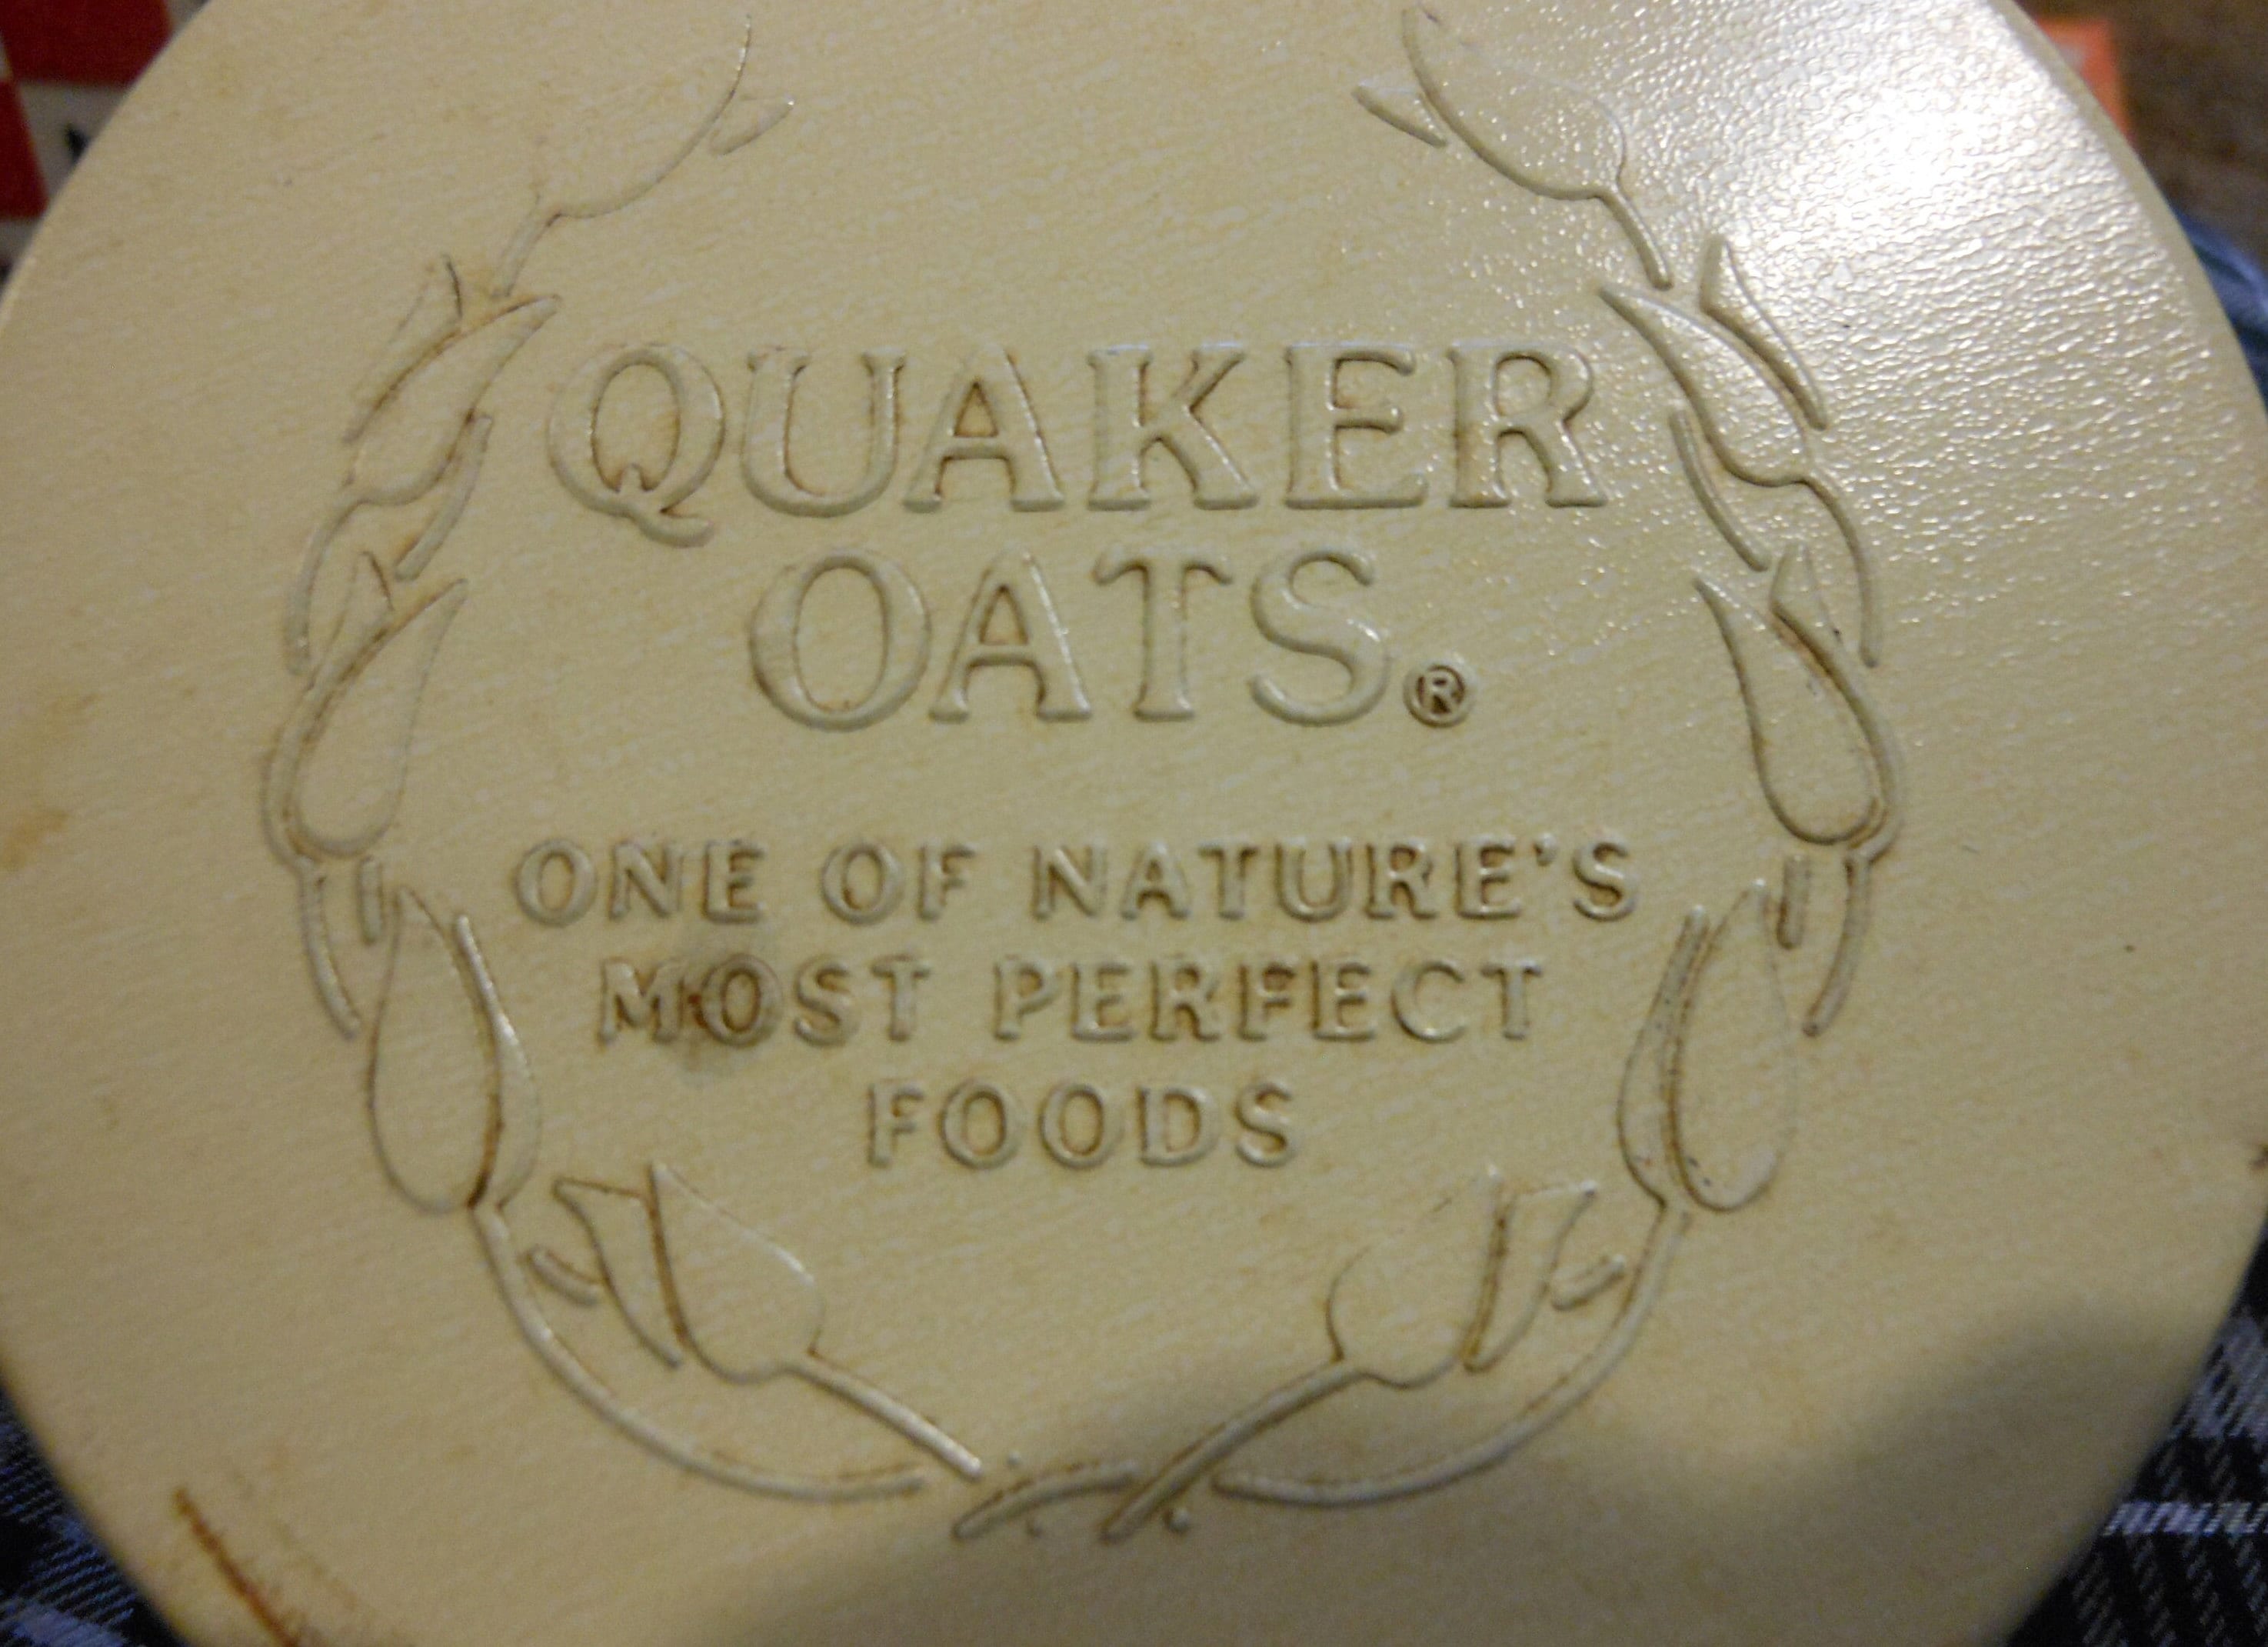 QUAKER
OATS.®
ONE OF NATURE'S
MOST PERFECT
FOODS